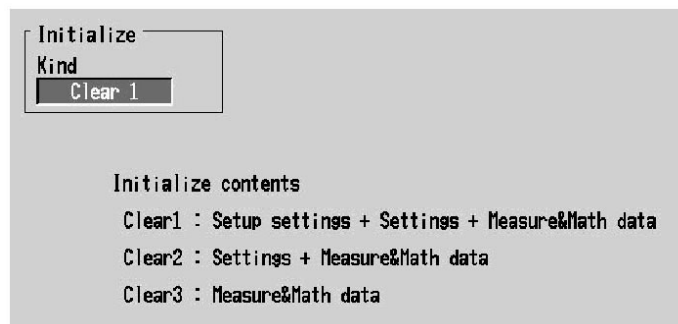 Initialize
Kind
Clear 1
Initialize contents
Clear1 : Setup settings + Settings + Measure&Math data
Clear2 : Settings + Measure&Math data
Clear3 : Measure&Math data